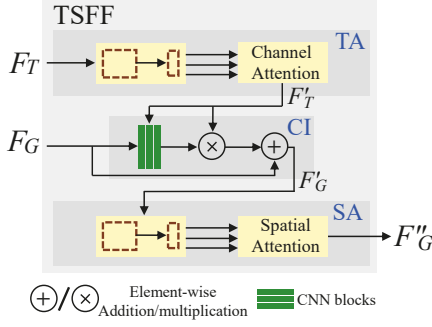 TSFF
TA
F_T
Channel
Attention
F'_T
CI
F_G
×
+
F'_G
SA
Spatial
Attention
F''_G
+ / × Element-wise
Addition/multiplication
CNN blocks